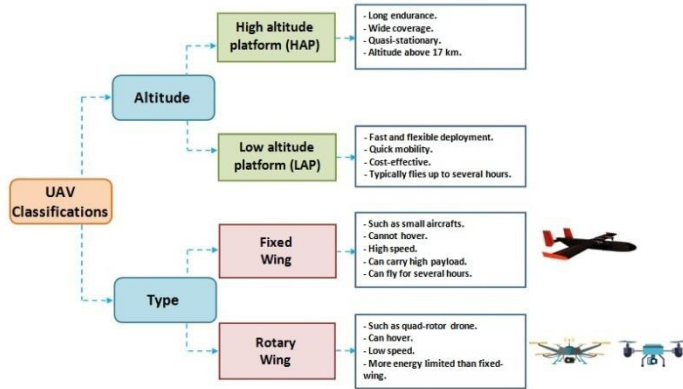 High altitude
platform (HAP)
- Long endurance.
- Wide coverage.
- Quasi-stationary.
- Altitude above 17 km.
Altitude
Low altitude
platform (LAP)
- Fast and flexible deployment.
- Quick mobility.
- Cost-effective.
- Typically flies up to several hours.
UAV
Classifications
Fixed
Wing
- Such as small aircrafts.
- Cannot hover.
- High speed.
- Can carry high payload.
- Can fly for several hours.
Type
Rotary
Wing
- Such as quad-rotor drone.
- Can hover.
- Low speed.
- More energy limited than fixed-
wing.